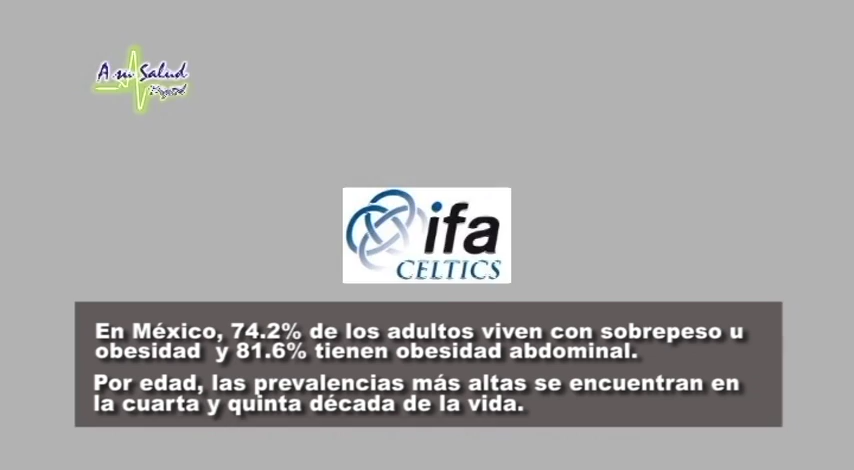 A su Salud
Digital
ifa
CELTICS
En México, 74.2% de los adultos viven con sobrepeso u
obesidad y 81.6% tienen obesidad abdominal.
Por edad, las prevalencias más altas se encuentran en
la cuarta y quinta década de la vida.